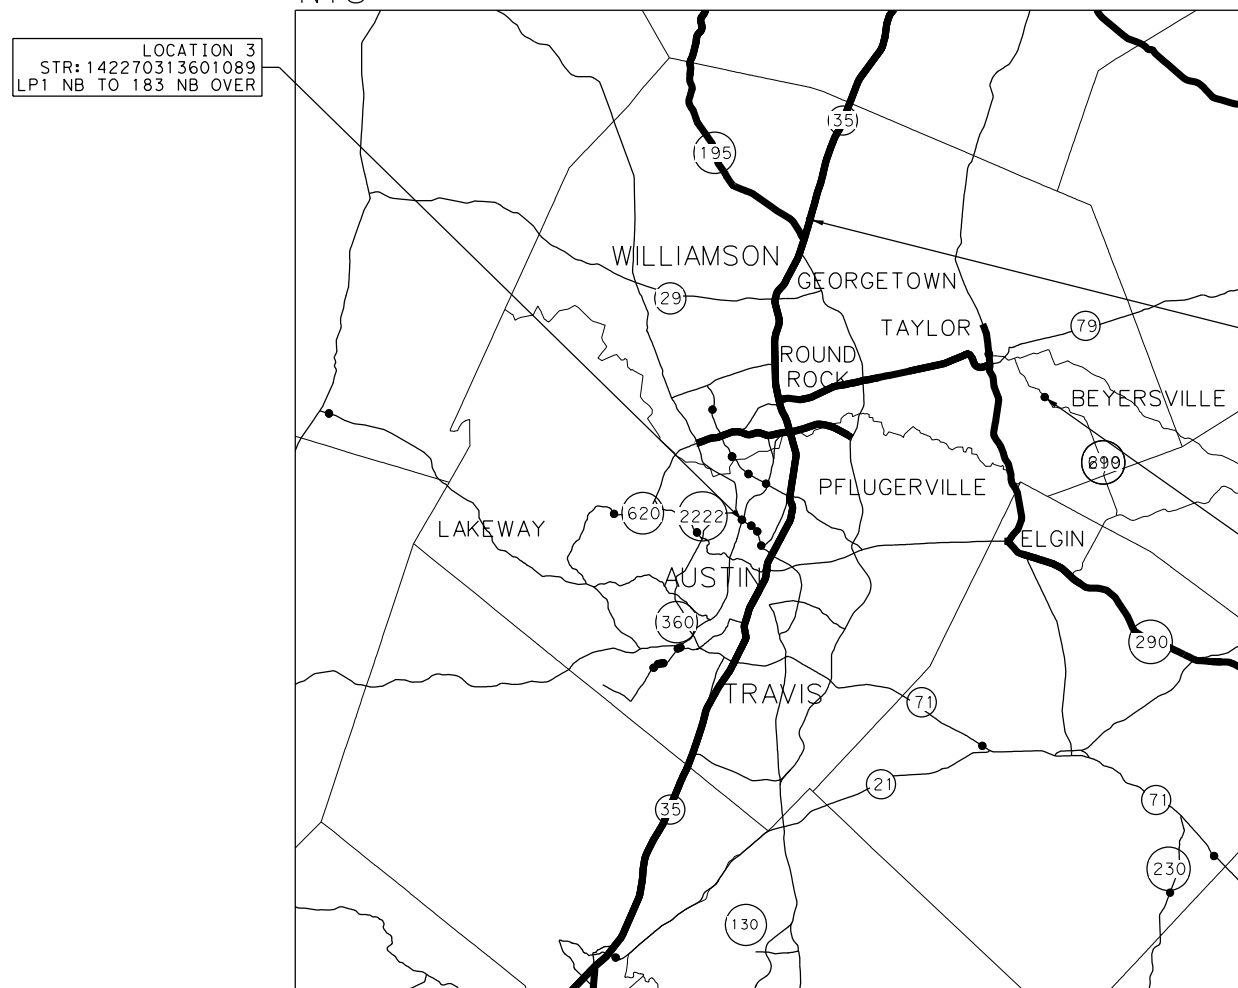 LOCATION 3
STR:142270313601089
LP1 NB TO 183 NB OVER
35
195
WILLIAMSON
GEORGETOWN
29
TAYLOR
79
ROUND
ROCK
BEYERSVILLE
PFLUGERVILLE
620
2222
LAKEWAY
ELGIN
AUSTIN
360
290
TRAVIS
71
21
71
35
230
130